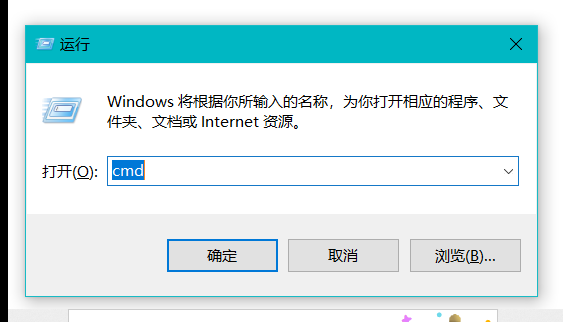 运行
Windows 将根据你所输入的名称，为你打开相应的程序、文
件夹、文档或 Internet 资源。
打开(O): cmd
确定 取消 浏览(B)...